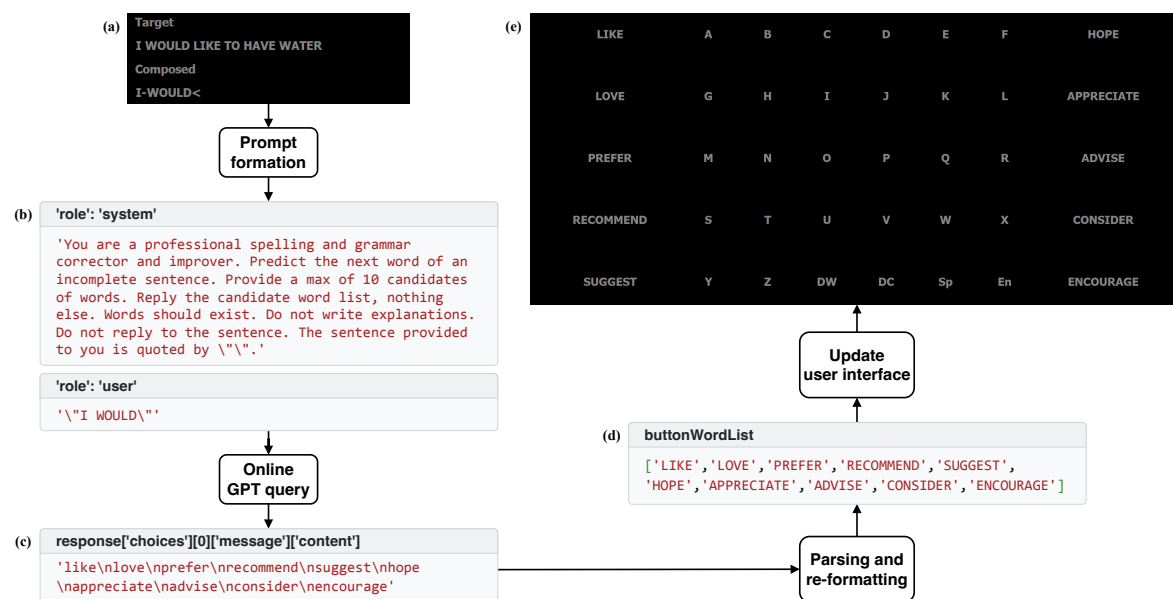 (a)
Target
I WOULD LIKE TO HAVE WATER
Composed
I-WOULD<
Prompt
formation
(b)
'role': 'system'
'You are a professional spelling and grammar
corrector and improver. Predict the next word of an
incomplete sentence. Provide a max of 10 candidates
of words. Reply the candidate word list, nothing
else. Words should exist. Do not write explanations.
Do not reply to the sentence. The sentence provided
to you is quoted by \"\".'
'role': 'user'
'\"I WOULD\"'
Online
GPT query
(c)
response['choices'][0]['message']['content']
'like\nlove\nprefer\nrecommend\nsuggest\nhope
\nappreciate\nadvise\nconsider\nencourage'
Parsing and
re-formatting
(d)
buttonWordList
['LIKE','LOVE','PREFER','RECOMMEND','SUGGEST',
'HOPE','APPRECIATE','ADVISE','CONSIDER','ENCOURAGE']
Update
user interface
(e)
LIKE A B C D E F HOPE
LOVE G H I J K L APPRECIATE
PREFER M N O P Q R ADVISE
RECOMMEND S T U V W X CONSIDER
SUGGEST Y Z DW DC Sp En ENCOURAGE